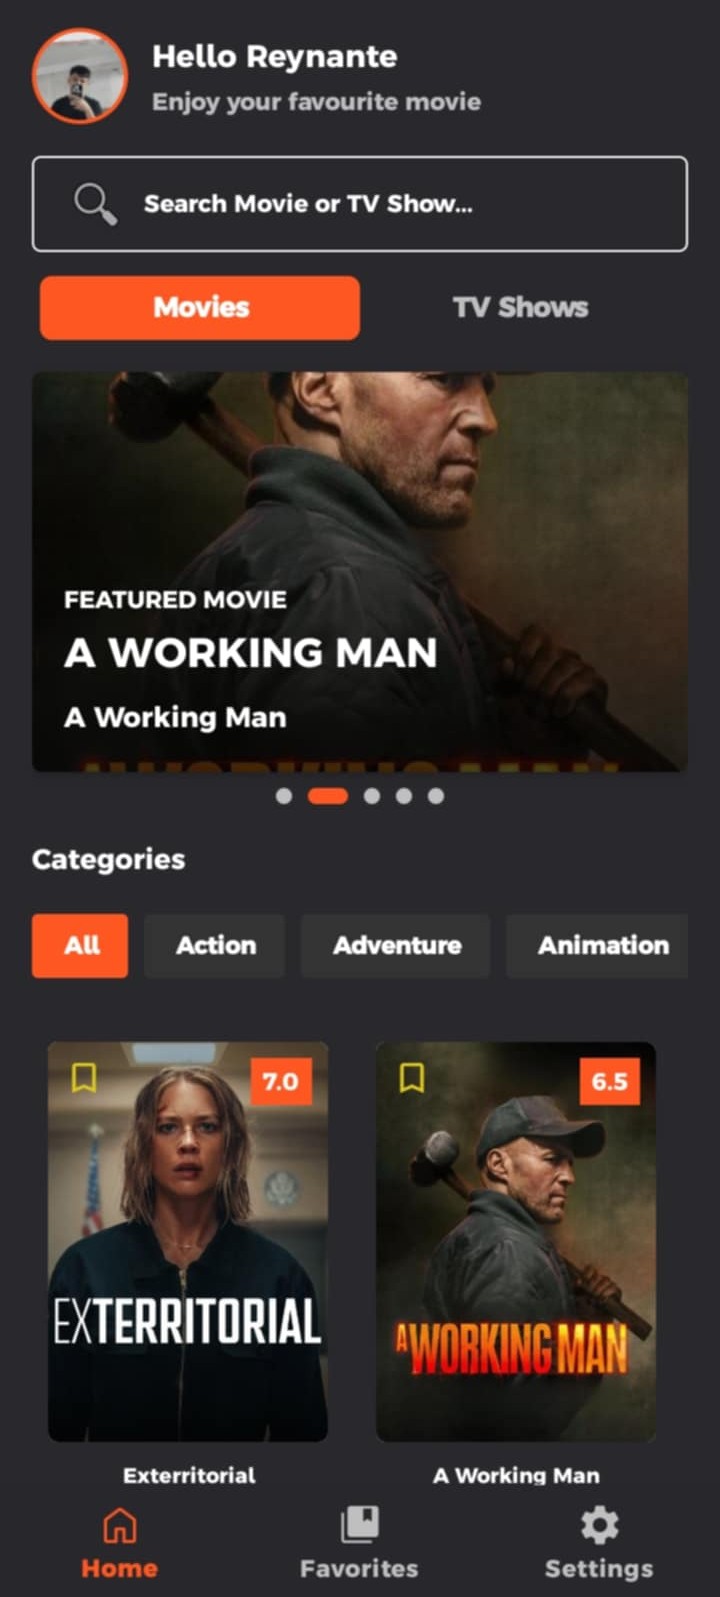 Hello Reynante
Enjoy your favourite movie
Search Movie or TV Show...
Movies
TV Shows
FEATURED MOVIE
A WORKING MAN
A Working Man
A WORKING MAN
Categories
All
Action
Adventure
Animation
7.0
EXTERRITORIAL
6.5
A WORKING MAN
Exterritorial
A Working Man
Home
Favorites
Settings